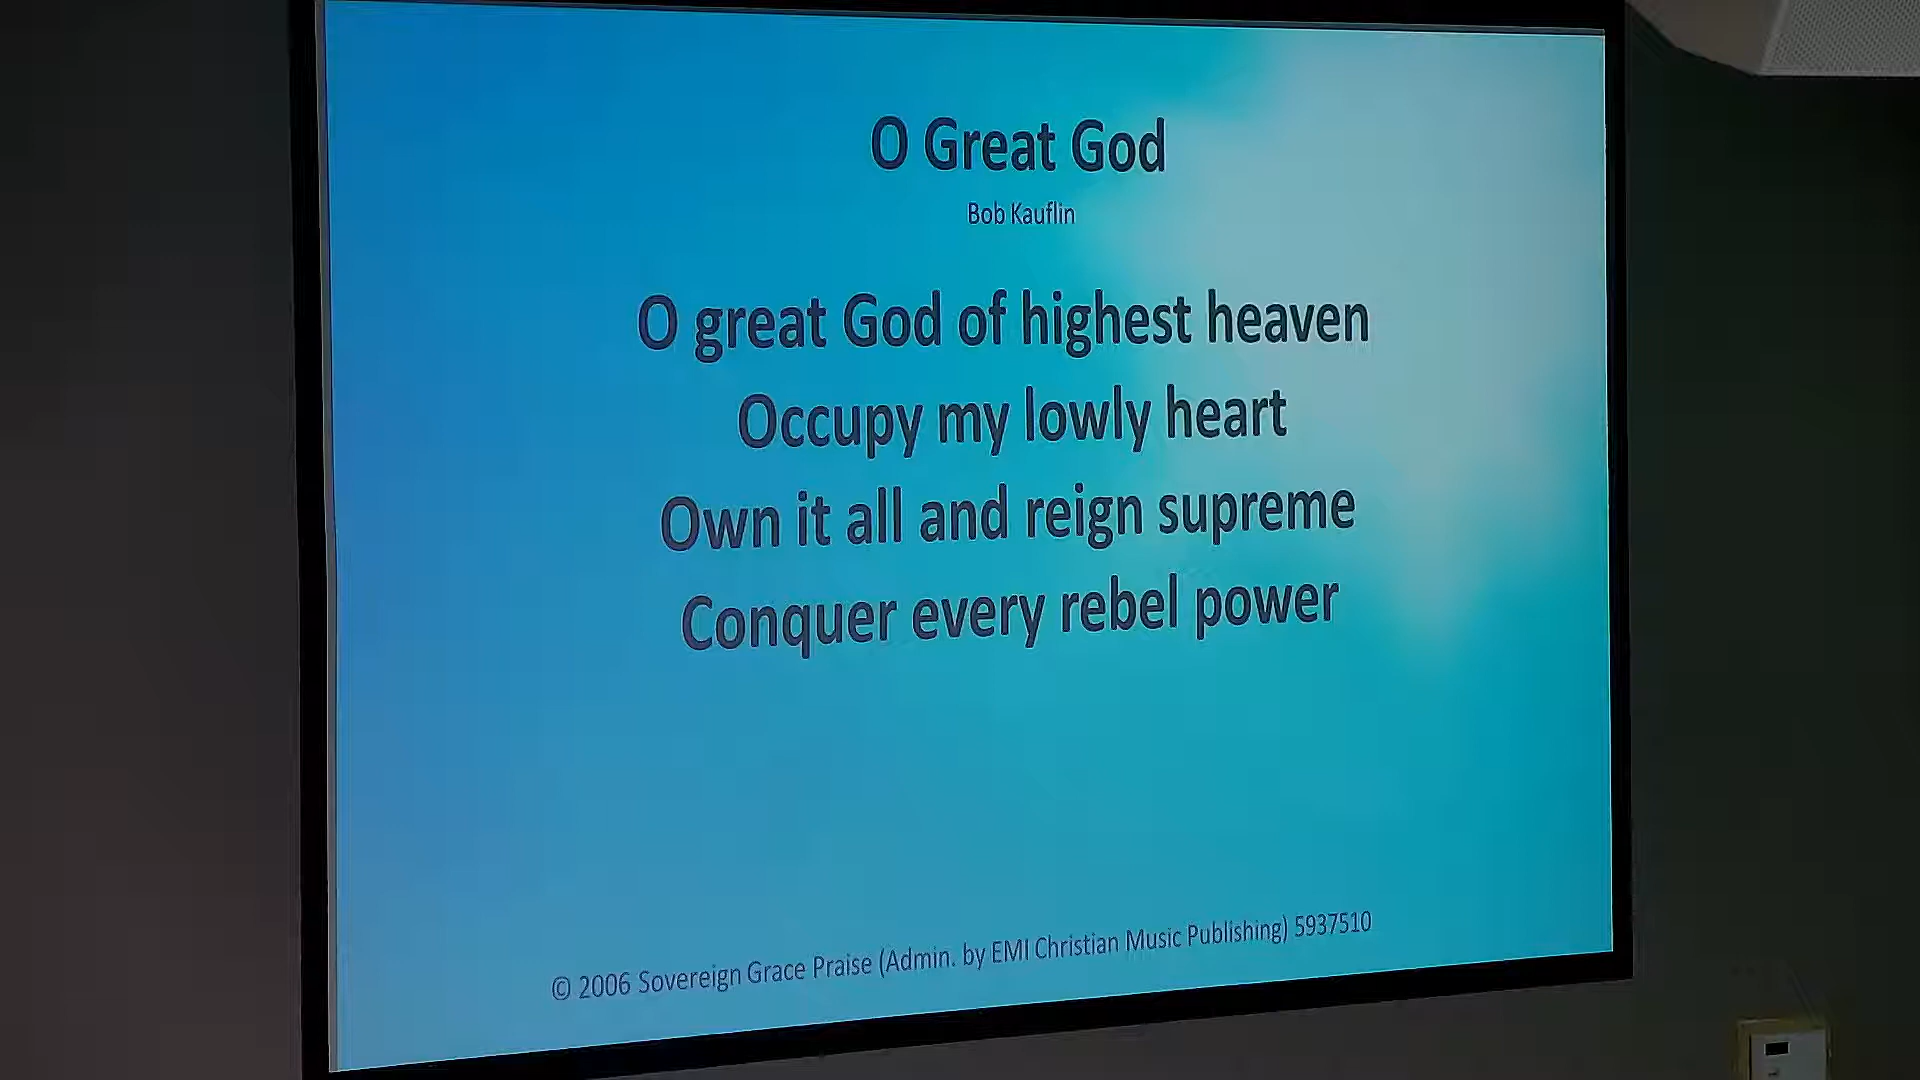 O Great God
Bob Kauflin
O great God of highest heaven
Occupy my lowly heart
Own it all and reign supreme
Conquer every rebel power
© 2006 Sovereign Grace Praise (Admin. by EMI Christian Music Publishing) 5937510